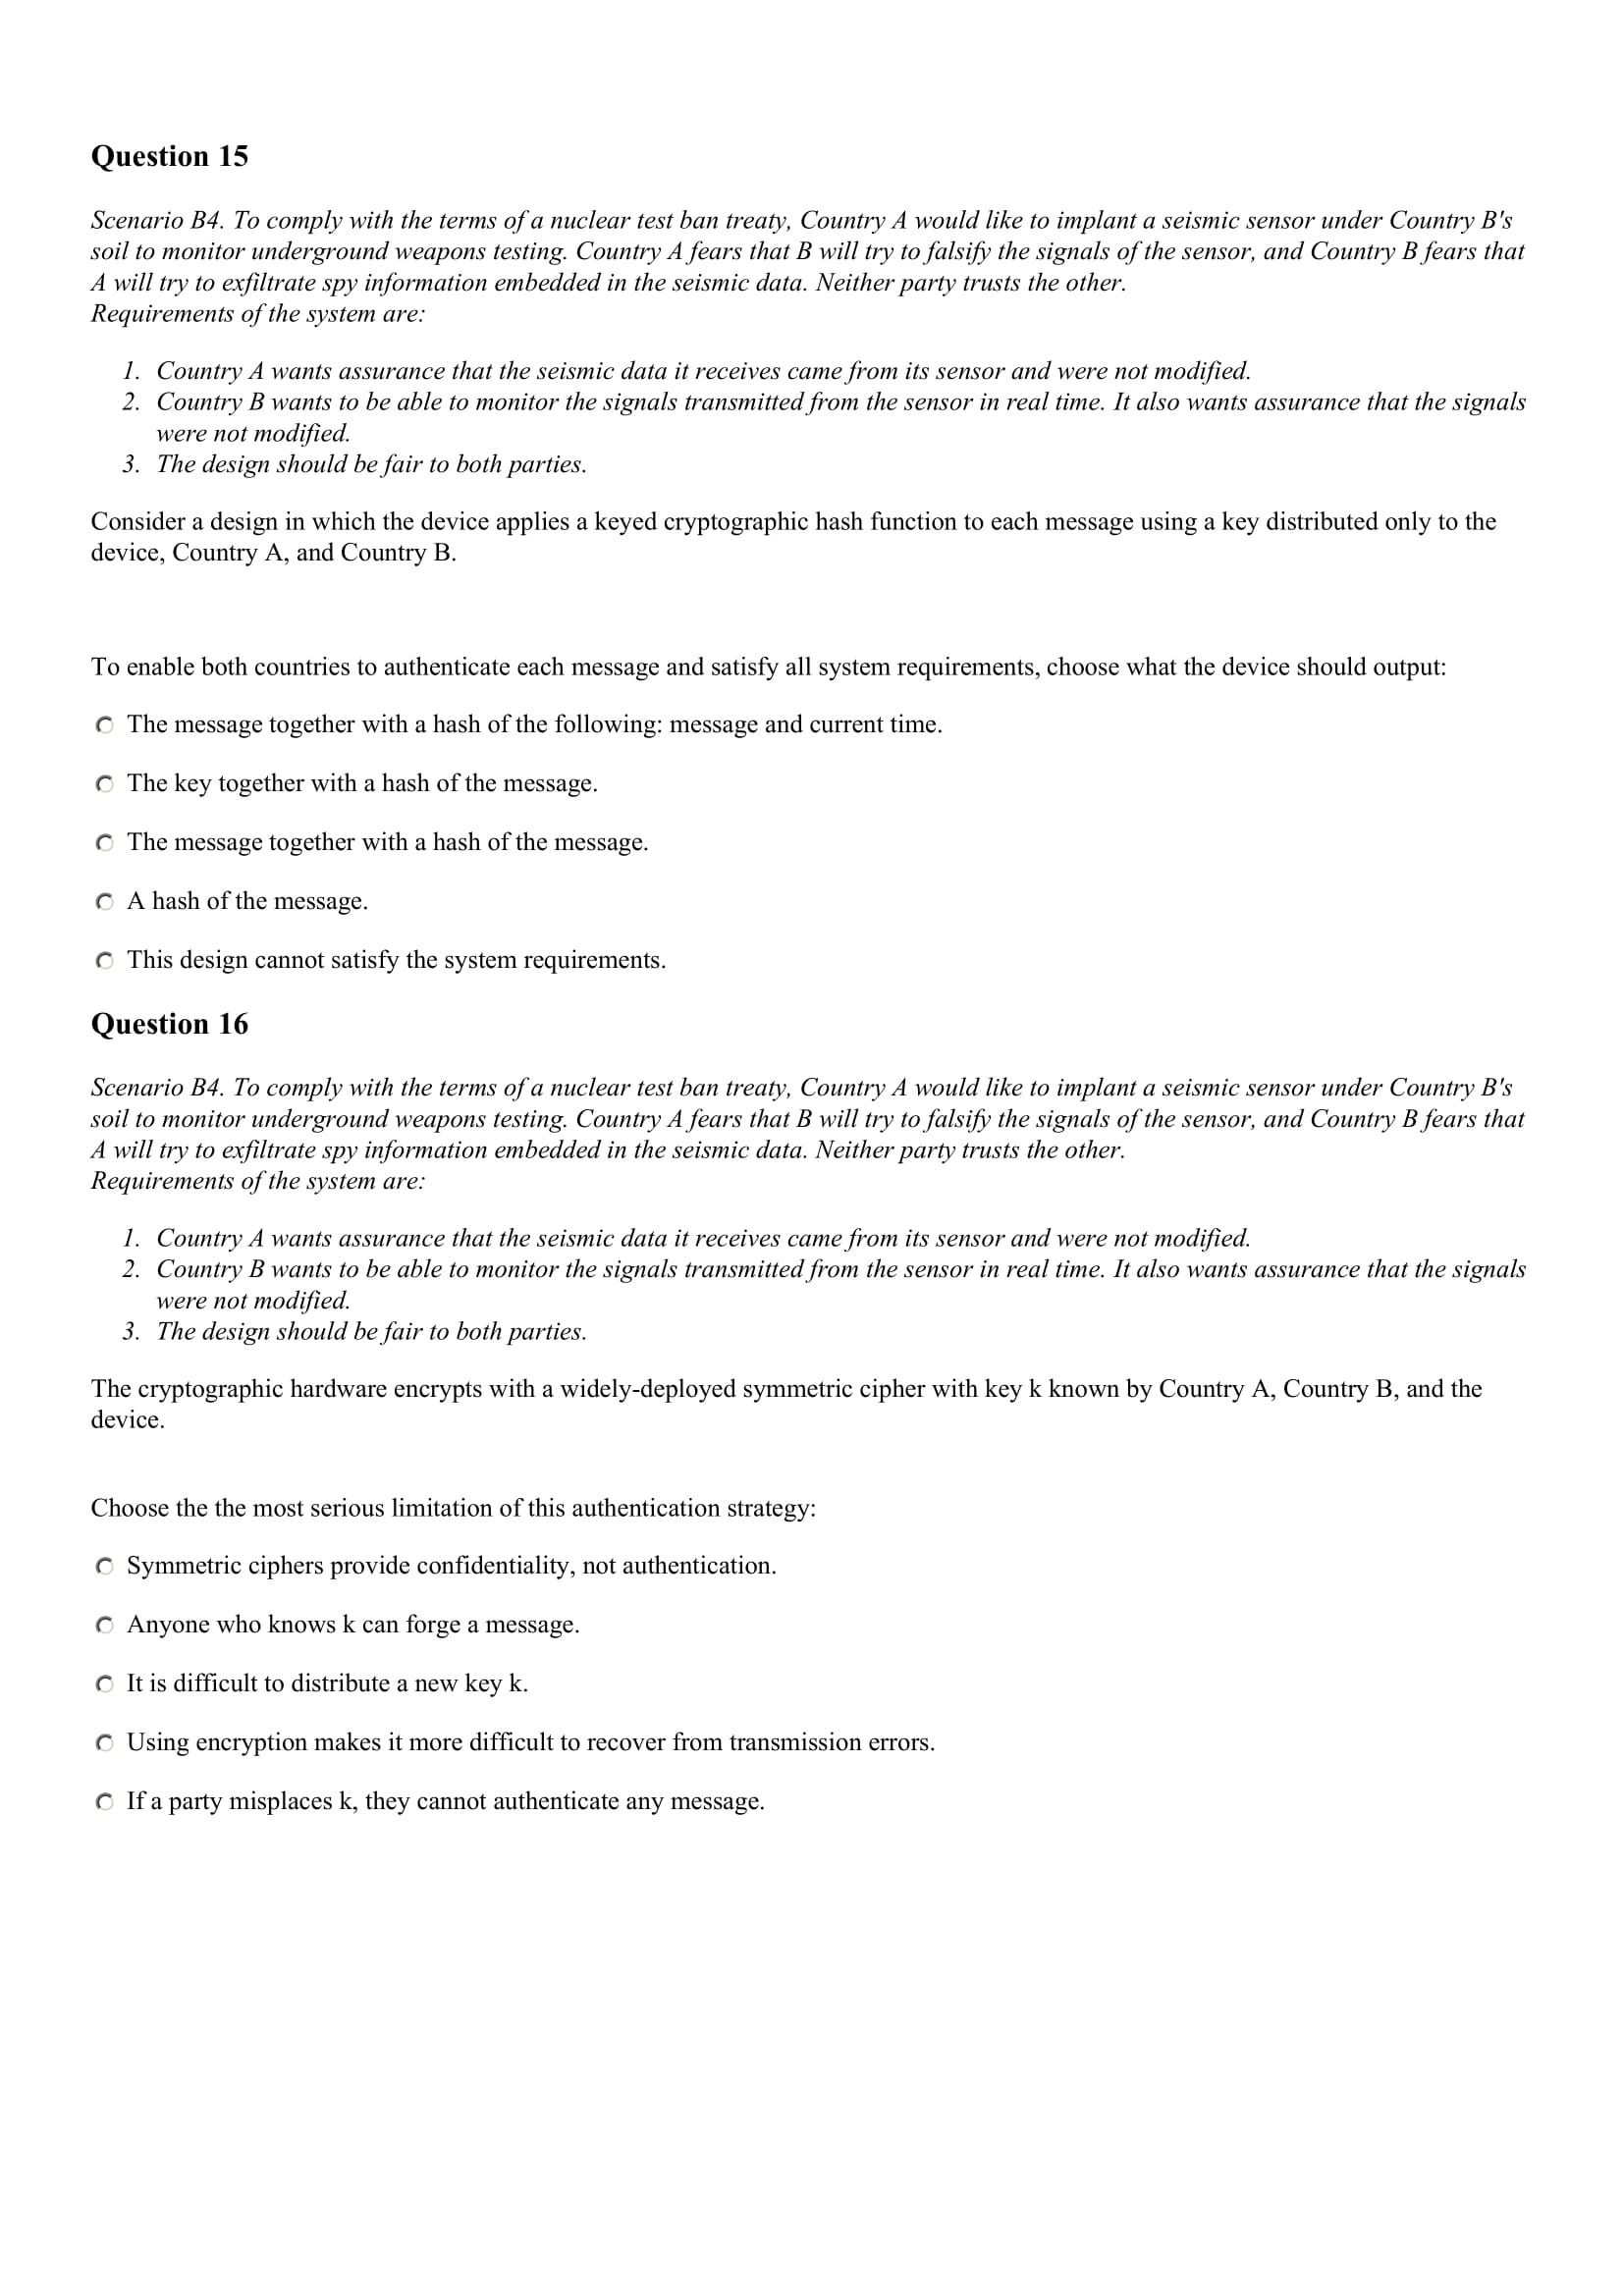 Question 15
Scenario B4. To comply with the terms of a nuclear test ban treaty, Country A would like to implant a seismic sensor under Country B's
soil to monitor underground weapons testing. Country A fears that B will try to falsify the signals of the sensor, and Country B fears that
A will try to exfiltrate spy information embedded in the seismic data. Neither party trusts the other.
Requirements of the system are:
1. Country A wants assurance that the seismic data it receives came from its sensor and were not modified.
2. Country B wants to be able to monitor the signals transmitted from the sensor in real time. It also wants assurance that the signals
were not modified.
3. The design should be fair to both parties.
Consider a design in which the device applies a keyed cryptographic hash function to each message using a key distributed only to the
device, Country A, and Country B.
To enable both countries to authenticate each message and satisfy all system requirements, choose what the device should output:
The message together with a hash of the following: message and current time.
The key together with a hash of the message.
The message together with a hash of the message.
A hash of the message.
This design cannot satisfy the system requirements.
Question 16
Scenario B4. To comply with the terms of a nuclear test ban treaty, Country A would like to implant a seismic sensor under Country B's
soil to monitor underground weapons testing. Country A fears that B will try to falsify the signals of the sensor, and Country B fears that
A will try to exfiltrate spy information embedded in the seismic data. Neither party trusts the other.
Requirements of the system are:
1. Country A wants assurance that the seismic data it receives came from its sensor and were not modified.
2. Country B wants to be able to monitor the signals transmitted from the sensor in real time. It also wants assurance that the signals
were not modified.
3. The design should be fair to both parties.
The cryptographic hardware encrypts with a widely-deployed symmetric cipher with key k known by Country A, Country B, and the
device.
Choose the the most serious limitation of this authentication strategy:
Symmetric ciphers provide confidentiality, not authentication.
Anyone who knows k can forge a message.
It is difficult to distribute a new key k.
Using encryption makes it more difficult to recover from transmission errors.
If a party misplaces k, they cannot authenticate any message.